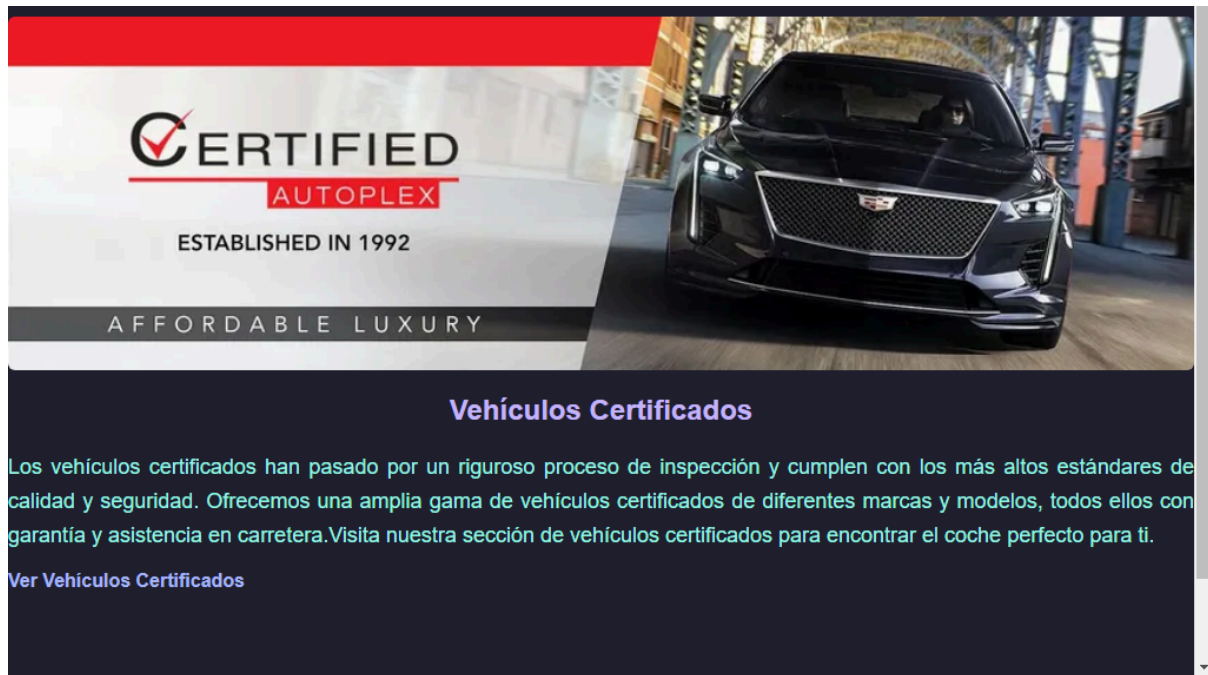 CERTIFIED
AUTOPLEX
ESTABLISHED IN 1992
AFFORDABLE LUXURY
Vehículos Certificados
Los vehículos certificados han pasado por un riguroso proceso de inspección y cumplen con los más altos estándares de
calidad y seguridad. Ofrecemos una amplia gama de vehículos certificados de diferentes marcas y modelos, todos ellos con
garantía y asistencia en carretera.Visita nuestra sección de vehículos certificados para encontrar el coche perfecto para ti.
Ver Vehículos Certificados